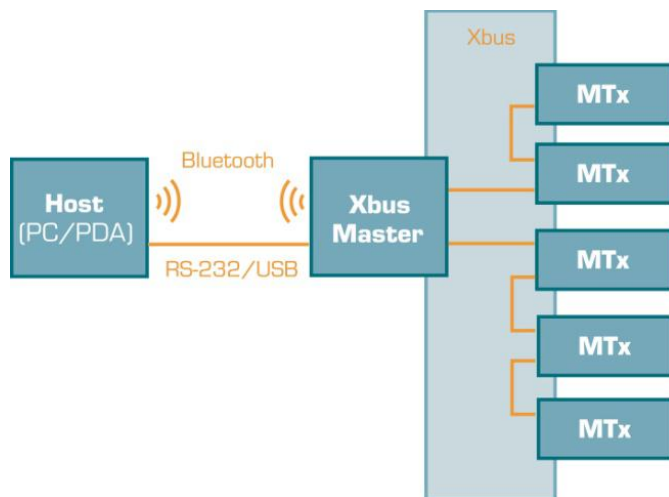 Xbus
MTx
Bluetooth
MTx
Host
(PC/PDA)
Xbus
Master
RS-232/USB
MTx
MTx
MTx